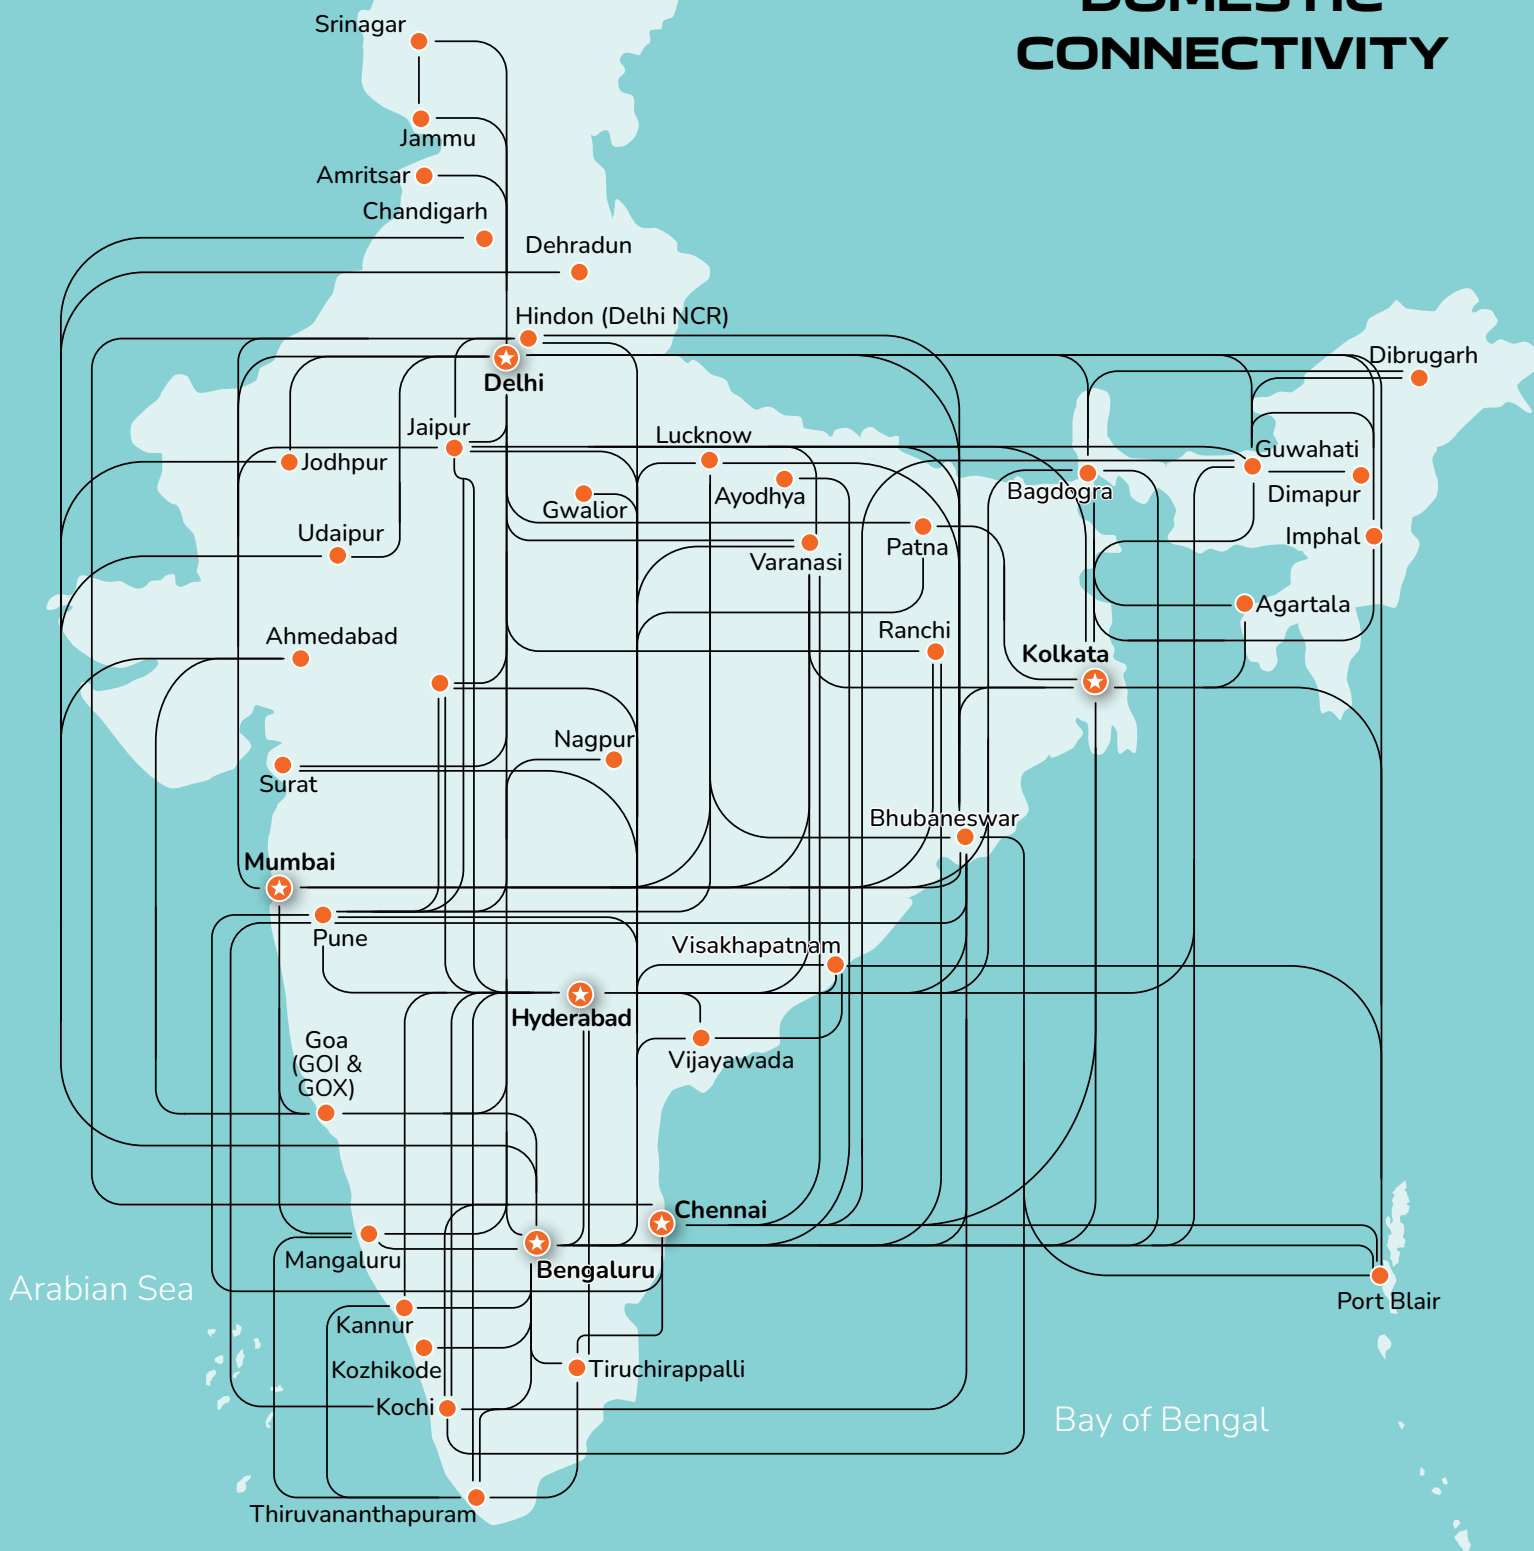 DOMESTIC
CONNECTIVITY
Srinagar
Jammu
Amritsar
Chandigarh
Dehradun
Hindon (Delhi NCR)
Delhi
Dibrugarh
Jaipur
Lucknow
Guwahati
Jodhpur
Ayodhya
Bagdogra
Dimapur
Gwalior
Udaipur
Imphal
Patna
Varanasi
Agartala
Ahmedabad
Ranchi
Kolkata
Nagpur
Surat
Bhubaneswar
Mumbai
Pune
Visakhapatnam
Hyderabad
Goa
(GOI &
GOX)
Vijayawada
Chennai
Mangaluru
Bengaluru
Arabian Sea
Port Blair
Kannur
Kozhikode
Tiruchirappalli
Kochi
Bay of Bengal
Thiruvananthapuram